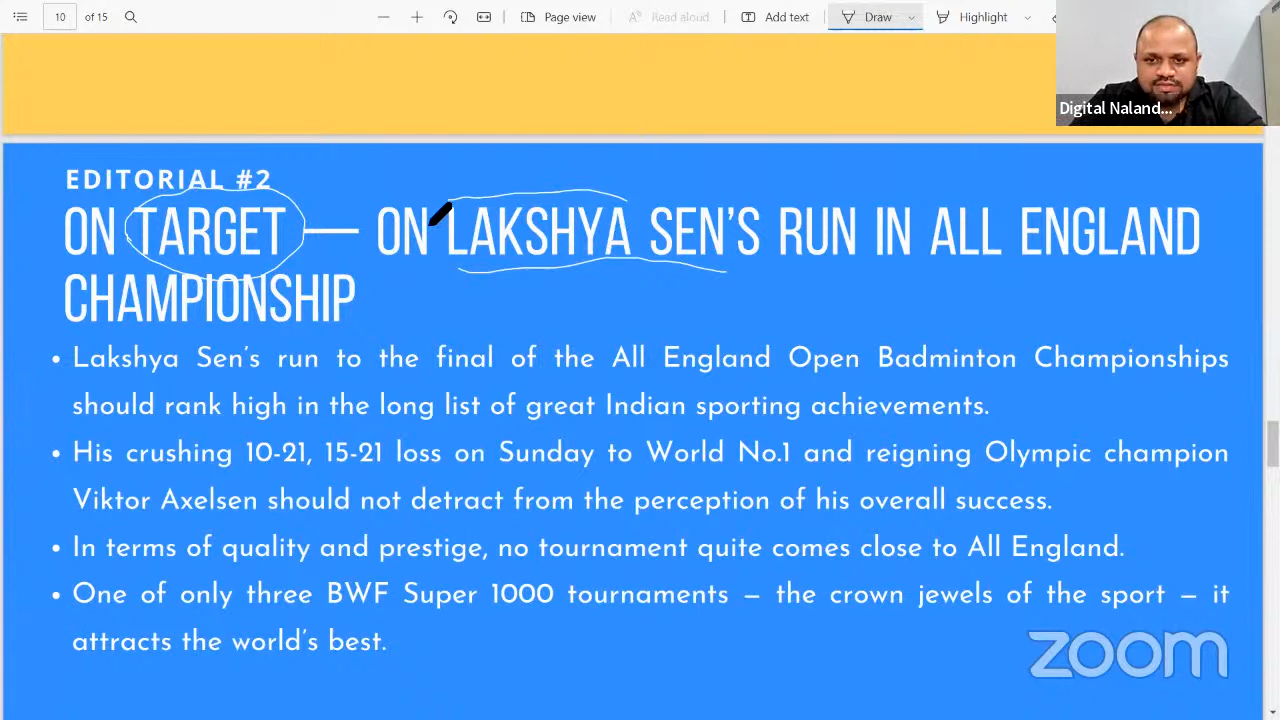 10 of 15 Page view Read aloud Add text Draw Highlight
Digital Naland...
EDITORIAL #2
ON TARGET — ON LAKSHYA SEN'S RUN IN ALL ENGLAND
CHAMPIONSHIP
• Lakshya Sen's run to the final of the All England Open Badminton Championships
should rank high in the long list of great Indian sporting achievements.
• His crushing 10-21, 15-21 loss on Sunday to World No.1 and reigning Olympic champion
Viktor Axelsen should not detract from the perception of his overall success.
• In terms of quality and prestige, no tournament quite comes close to All England.
• One of only three BWF Super 1000 tournaments – the crown jewels of the sport – it
attracts the world's best.
zoom